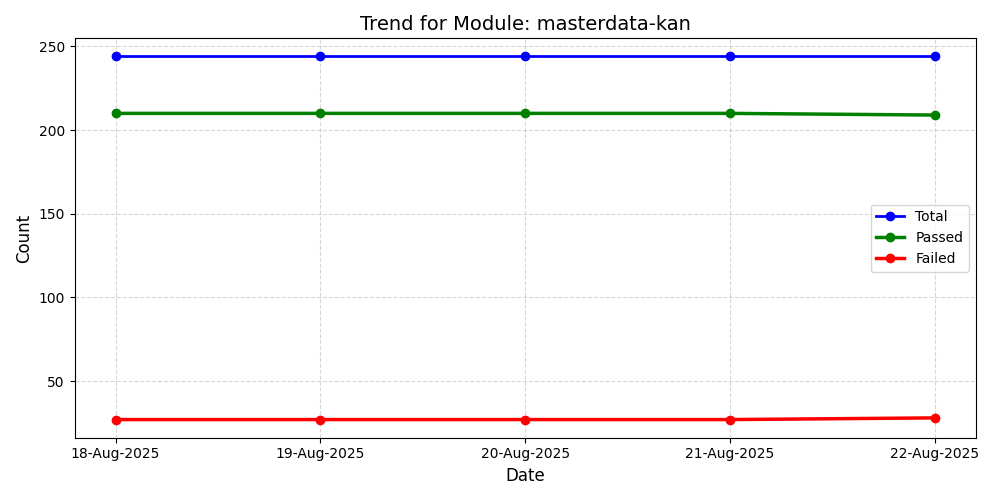 Trend for Module: masterdata-kan
250
200
150
100
50
Count
Total
Passed
Failed
18-Aug-2025
19-Aug-2025
20-Aug-2025
21-Aug-2025
22-Aug-2025
Date